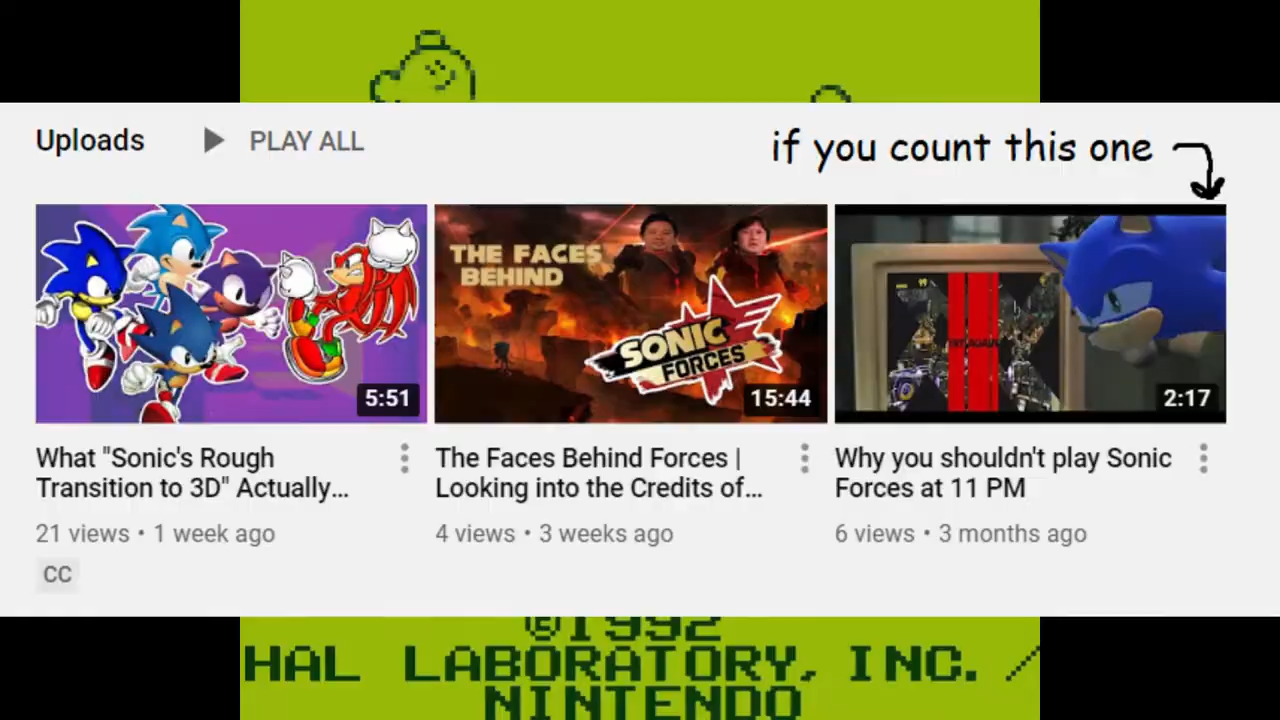 Uploads
PLAY ALL
if you count this one
THE FACES
BEHIND
SONIC
FORCES
5:51
15:44
2:17
What "Sonic's Rough
Transition to 3D" Actually...
21 views • 1 week ago
CC
The Faces Behind Forces |
Looking into the Credits of...
4 views • 3 weeks ago
Why you shouldn't play Sonic
Forces at 11 PM
6 views • 3 months ago
©1992
HAL LABORATORY, INC. /
NINTENDO